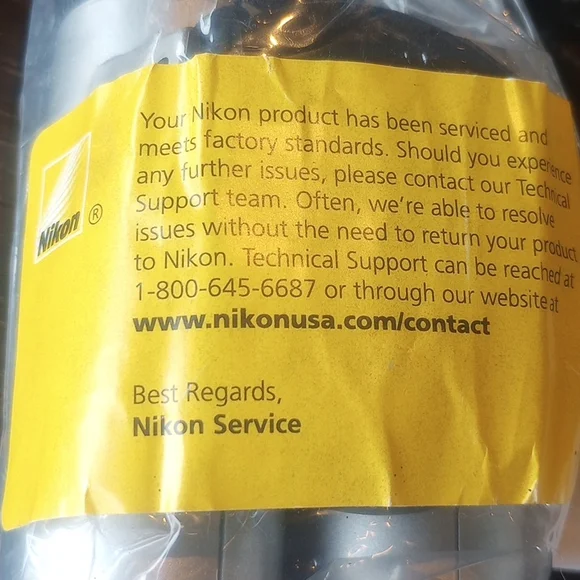 Your Nikon product has been serviced and
meets factory standards. Should you experience
any further issues, please contact our Technical
Support team. Often, we're able to resolve
issues without the need to return your product
to Nikon. Technical Support can be reached at
1-800-645-6687 or through our website at
www.nikonusa.com/contact
Nikon ®
Best Regards,
Nikon Service